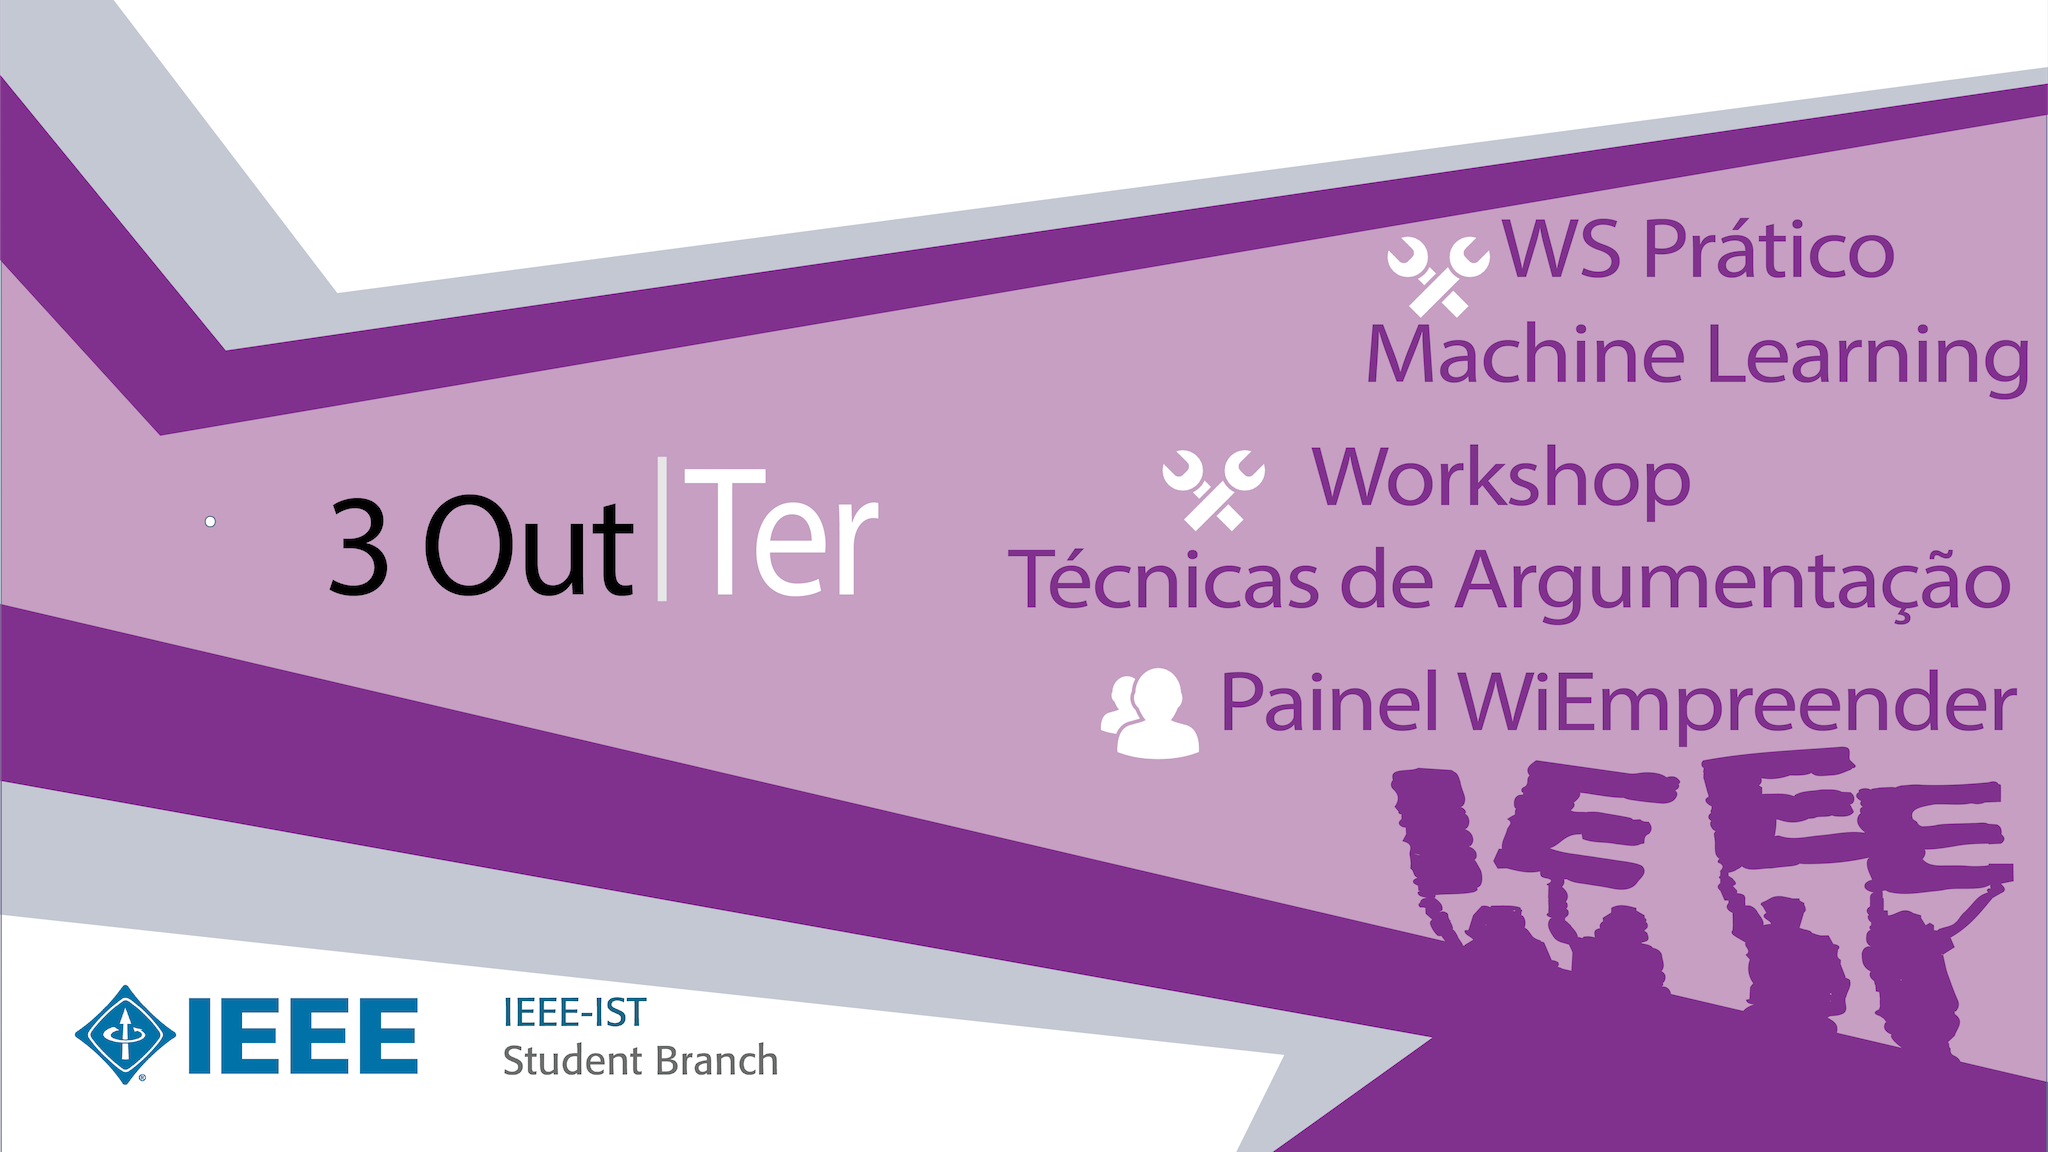 WS Prático
Machine Learning
Workshop
Técnicas de Argumentação
Painel WiEmpreender
3 Out|Ter
IEEE
IEEE
IEEE-IST
Student Branch